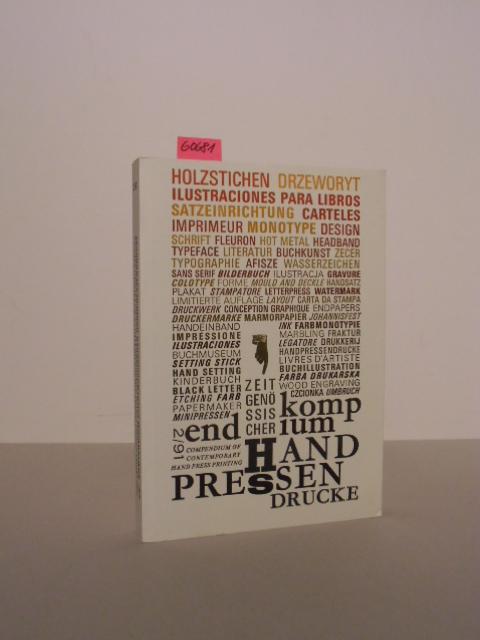 60681
HOLZSTICHEN DRZEWORYT
ILUSTRACIONES PARA LIBROS
SATZEINRICHTUNG CARTELES
IMPRIMEUR MONOTYPE DESIGN
SCHRIFT FLEURON HOT METAL HEADBAND
TYPEFACE LITERATUR BUCHKUNST ZECER
TYPOGRAPHIE AFISZE WASSERZEICHEN
SANS SERIF BILDERBUCH ILUSTRACJA GRAVURE
COLOTYPE FORME MOULD AND DECKLE HANDSATZ
PLAKAT STAMPATORE LETTERPRESS WATERMARK
LIMITIERTE AUFLAGE LAYOUT CARTA DA STAMPA
DRUCKWERK CONCEPTION GRAPHIQUE ENDPAPERS
DRUCKERMARKE MARMORPAPIER JOHANNISFEST
HANDEINBAND
IMPRESSIONE
ILUSTRACIONES
BUCHMUSEUM
SETTING STICK
HAND SETTING
KINDERBUCH
BLACK LETTER
ETCHING FARB
PAPERMAKER
MINIPRESSEN
INK FARBMONOTYPIE
MARBLING FRAKTUR
LEGATORE DRUKKERIJ
HANDPRESSENDRUCKE
LIVRES D'ARTISTE
BUCHILLUSTRATION
FARBA DRUKARSKA
WOOD ENGRAVING
CZCIONKA UMBRUCH
ZEIT
GENÖ
SSIS
CHER
komp
end
ium
2/91
COMPENDIUM OF
CONTEMPORARY
HAND PRESS PRINTING
HAND
PRESSEN
DRUCKE